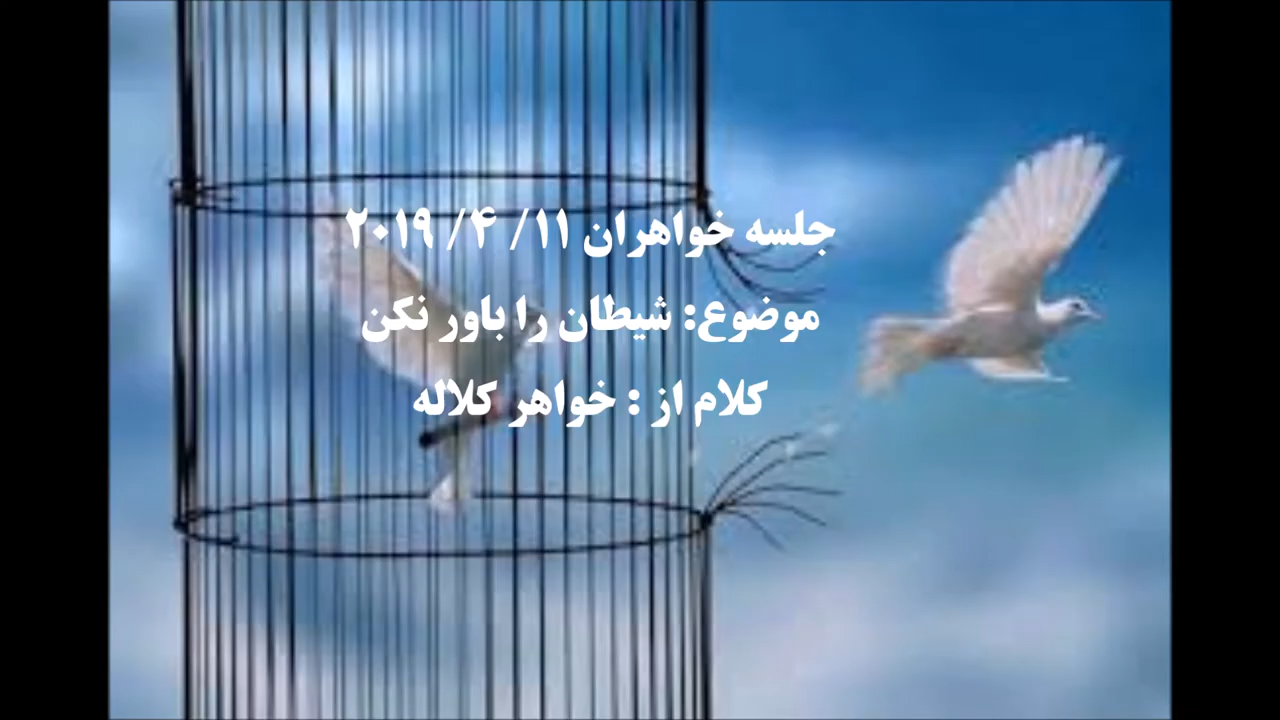 جلسه خواهران ۱۱/ ۴/ ۲۰۱۹
موضوع: شیطان را باور نکن
کلام از : خواهر کلاله